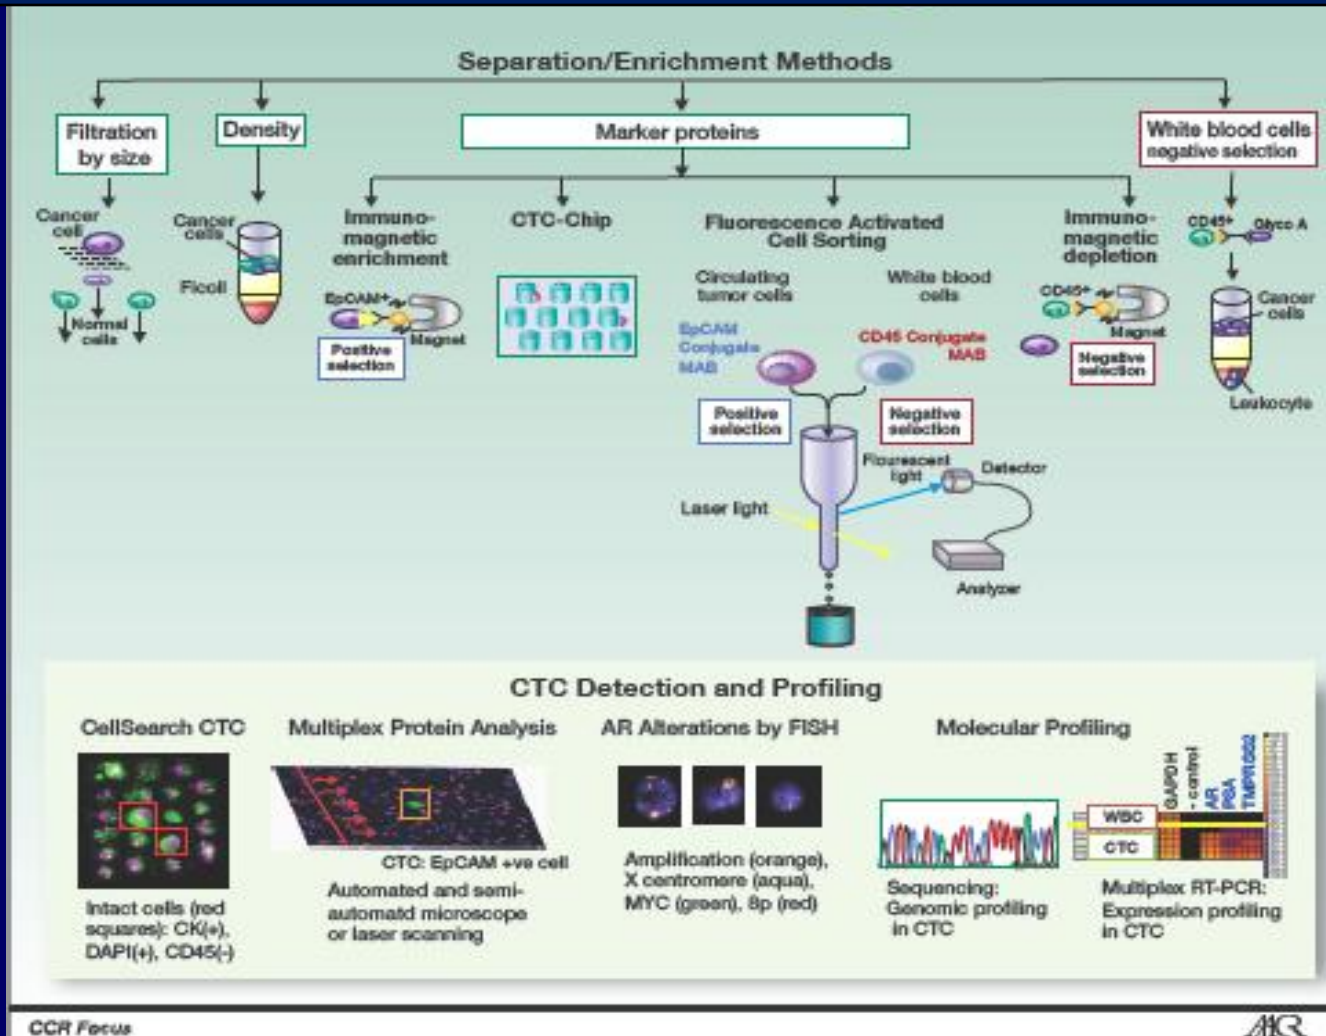 Separation/Enrichment Methods
Filtration
by size
Density
Marker proteins
White blood cells
negative selection
Cancer
cell
Normal
cells
Cancer
cells
Ficoll
Immuno-
magnetic
enrichment
EpCAM+
Magnet
Positive
selection
CTC-Chip
Fluorescence Activated
Cell Sorting
Circulating
tumor cells
White blood
cells
EpCAM
Conjugate
MAB
CD45 Conjugate
MAB
Positive
selection
Negative
selection
Flourescent
light
Detector
Laser light
Analyzer
Immuno-
magnetic
depletion
CD45+
Magnet
Negative
selection
CD45+
Glyco A
Cancer
cells
Leukocyte
CTC Detection and Profiling
CellSearch CTC
Intact cells (red
squares): CK(+),
DAPI(+), CD45(-)
Multiplex Protein Analysis
CTC: EpCAM +ve cell
Automated and semi-
automatd microscope
or laser scanning
AR Alterations by FISH
Amplification (orange),
X centromere (aqua),
MYC (green), 8p (red)
Molecular Profiling
Sequencing:
Genomic profiling
in CTC
GAPDH
- control
AR
PSA
TMPRSS2
WBC
CTC
Multiplex RT-PCR:
Expression profiling
in CTC
CCR Focus